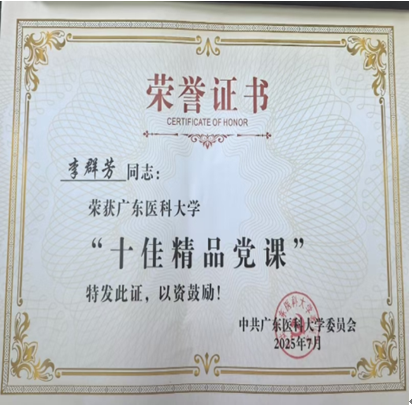 荣誉证书
CERTIFICATE OF HONOR
李群芳 同志：
荣获广东医科大学
“十佳精品党课”
特发此证，以资鼓励！
中共广东医科大学委员会
2025年7月